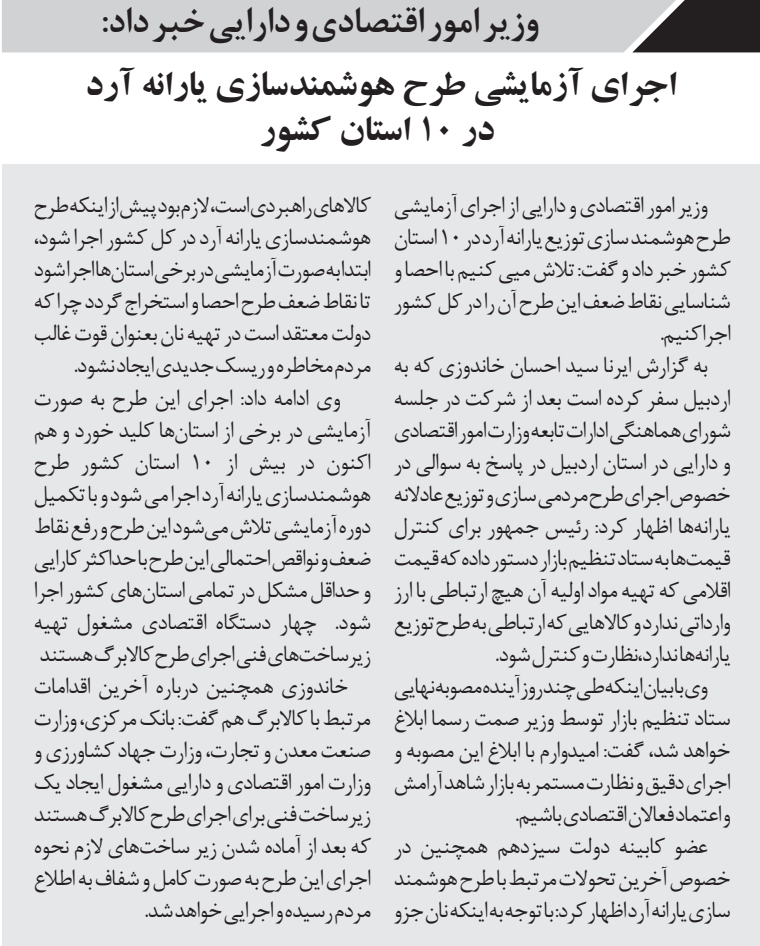 وزیر امور اقتصادی و دارایی خبر داد:
اجرای آزمایشی طرح هوشمندسازی یارانه آرد
در ۱۰ استان کشور
وزیر امور اقتصادی و دارایی از اجرای آزمایشی
طرح هوشمند سازی توزیع یارانه آرد در ۱۰ استان
کشور خبر داد و گفت: تلاش میی کنیم با احصا و
شناسایی نقاط ضعف این طرح آن را در کل کشور
اجرا کنیم.
به گزارش ایرنا سید احسان خاندوزی که به
اردبیل سفر کرده است بعد از شرکت در جلسه
شورای هماهنگی ادارات تابعه وزارت امور اقتصادی
و دارایی در استان اردبیل در پاسخ به سوالی در
خصوص اجرای طرح مردمی سازی و توزیع عادلانه
یارانه‌ها اظهار کرد: رئیس جمهور برای کنترل
قیمت‌ها به ستاد تنظیم بازار دستور داده که قیمت
اقلامی که تهیه مواد اولیه آن هیچ ارتباطی با ارز
وارداتی ندارد و کالاهایی که ارتباطی به طرح توزیع
یارانه‌ها ندارد، نظارت و کنترل شود.
وی با بیان اینکه طی چند روز آینده مصوبه نهایی
ستاد تنظیم بازار توسط وزیر صمت رسما ابلاغ
خواهد شد، گفت: امیدوارم با ابلاغ این مصوبه و
اجرای دقیق و نظارت مستمر به بازار شاهد آرامش
و اعتماد فعالان اقتصادی باشیم.
عضو کابینه دولت سیزدهم همچنین در
خصوص آخرین تحولات مرتبط با طرح هوشمند
سازی یارانه آرد اظهار کرد: با توجه به اینکه نان جزو
کالاهای راهبردی است، لازم بود پیش از اینکه طرح
هوشمندسازی یارانه آرد در کل کشور اجرا شود،
ابتدا به صورت آزمایشی در برخی استان‌ها اجرا شود
تا نقاط ضعف طرح احصا و استخراج گردد چرا که
دولت معتقد است در تهیه نان بعنوان قوت غالب
مردم مخاطره و ریسک جدیدی ایجاد نشود.
وی ادامه داد: اجرای این طرح به صورت
آزمایشی در برخی از استان‌ها کلید خورد و هم
اکنون در بیش از ۱۰ استان کشور طرح
هوشمندسازی یارانه آرد اجرا می شود و با تکمیل
دوره آزمایشی تلاش می‌شود این طرح و رفع نقاط
ضعف و نواقص احتمالی این طرح با حداکثر کارایی
و حداقل مشکل در تمامی استان‌های کشور اجرا
شود. چهار دستگاه اقتصادی مشغول تهیه
زیرساخت‌های فنی اجرای طرح کالابرگ هستند
خاندوزی همچنین درباره آخرین اقدامات
مرتبط با کالابرگ هم گفت: بانک مرکزی، وزارت
صنعت معدن و تجارت، وزارت جهاد کشاورزی و
وزارت امور اقتصادی و دارایی مشغول ایجاد یک
زیرساخت فنی برای اجرای طرح کالابرگ هستند
که بعد از آماده شدن زیر ساخت‌های لازم نحوه
اجرای این طرح به صورت کامل و شفاف به اطلاع
مردم رسیده و اجرایی خواهد شد.